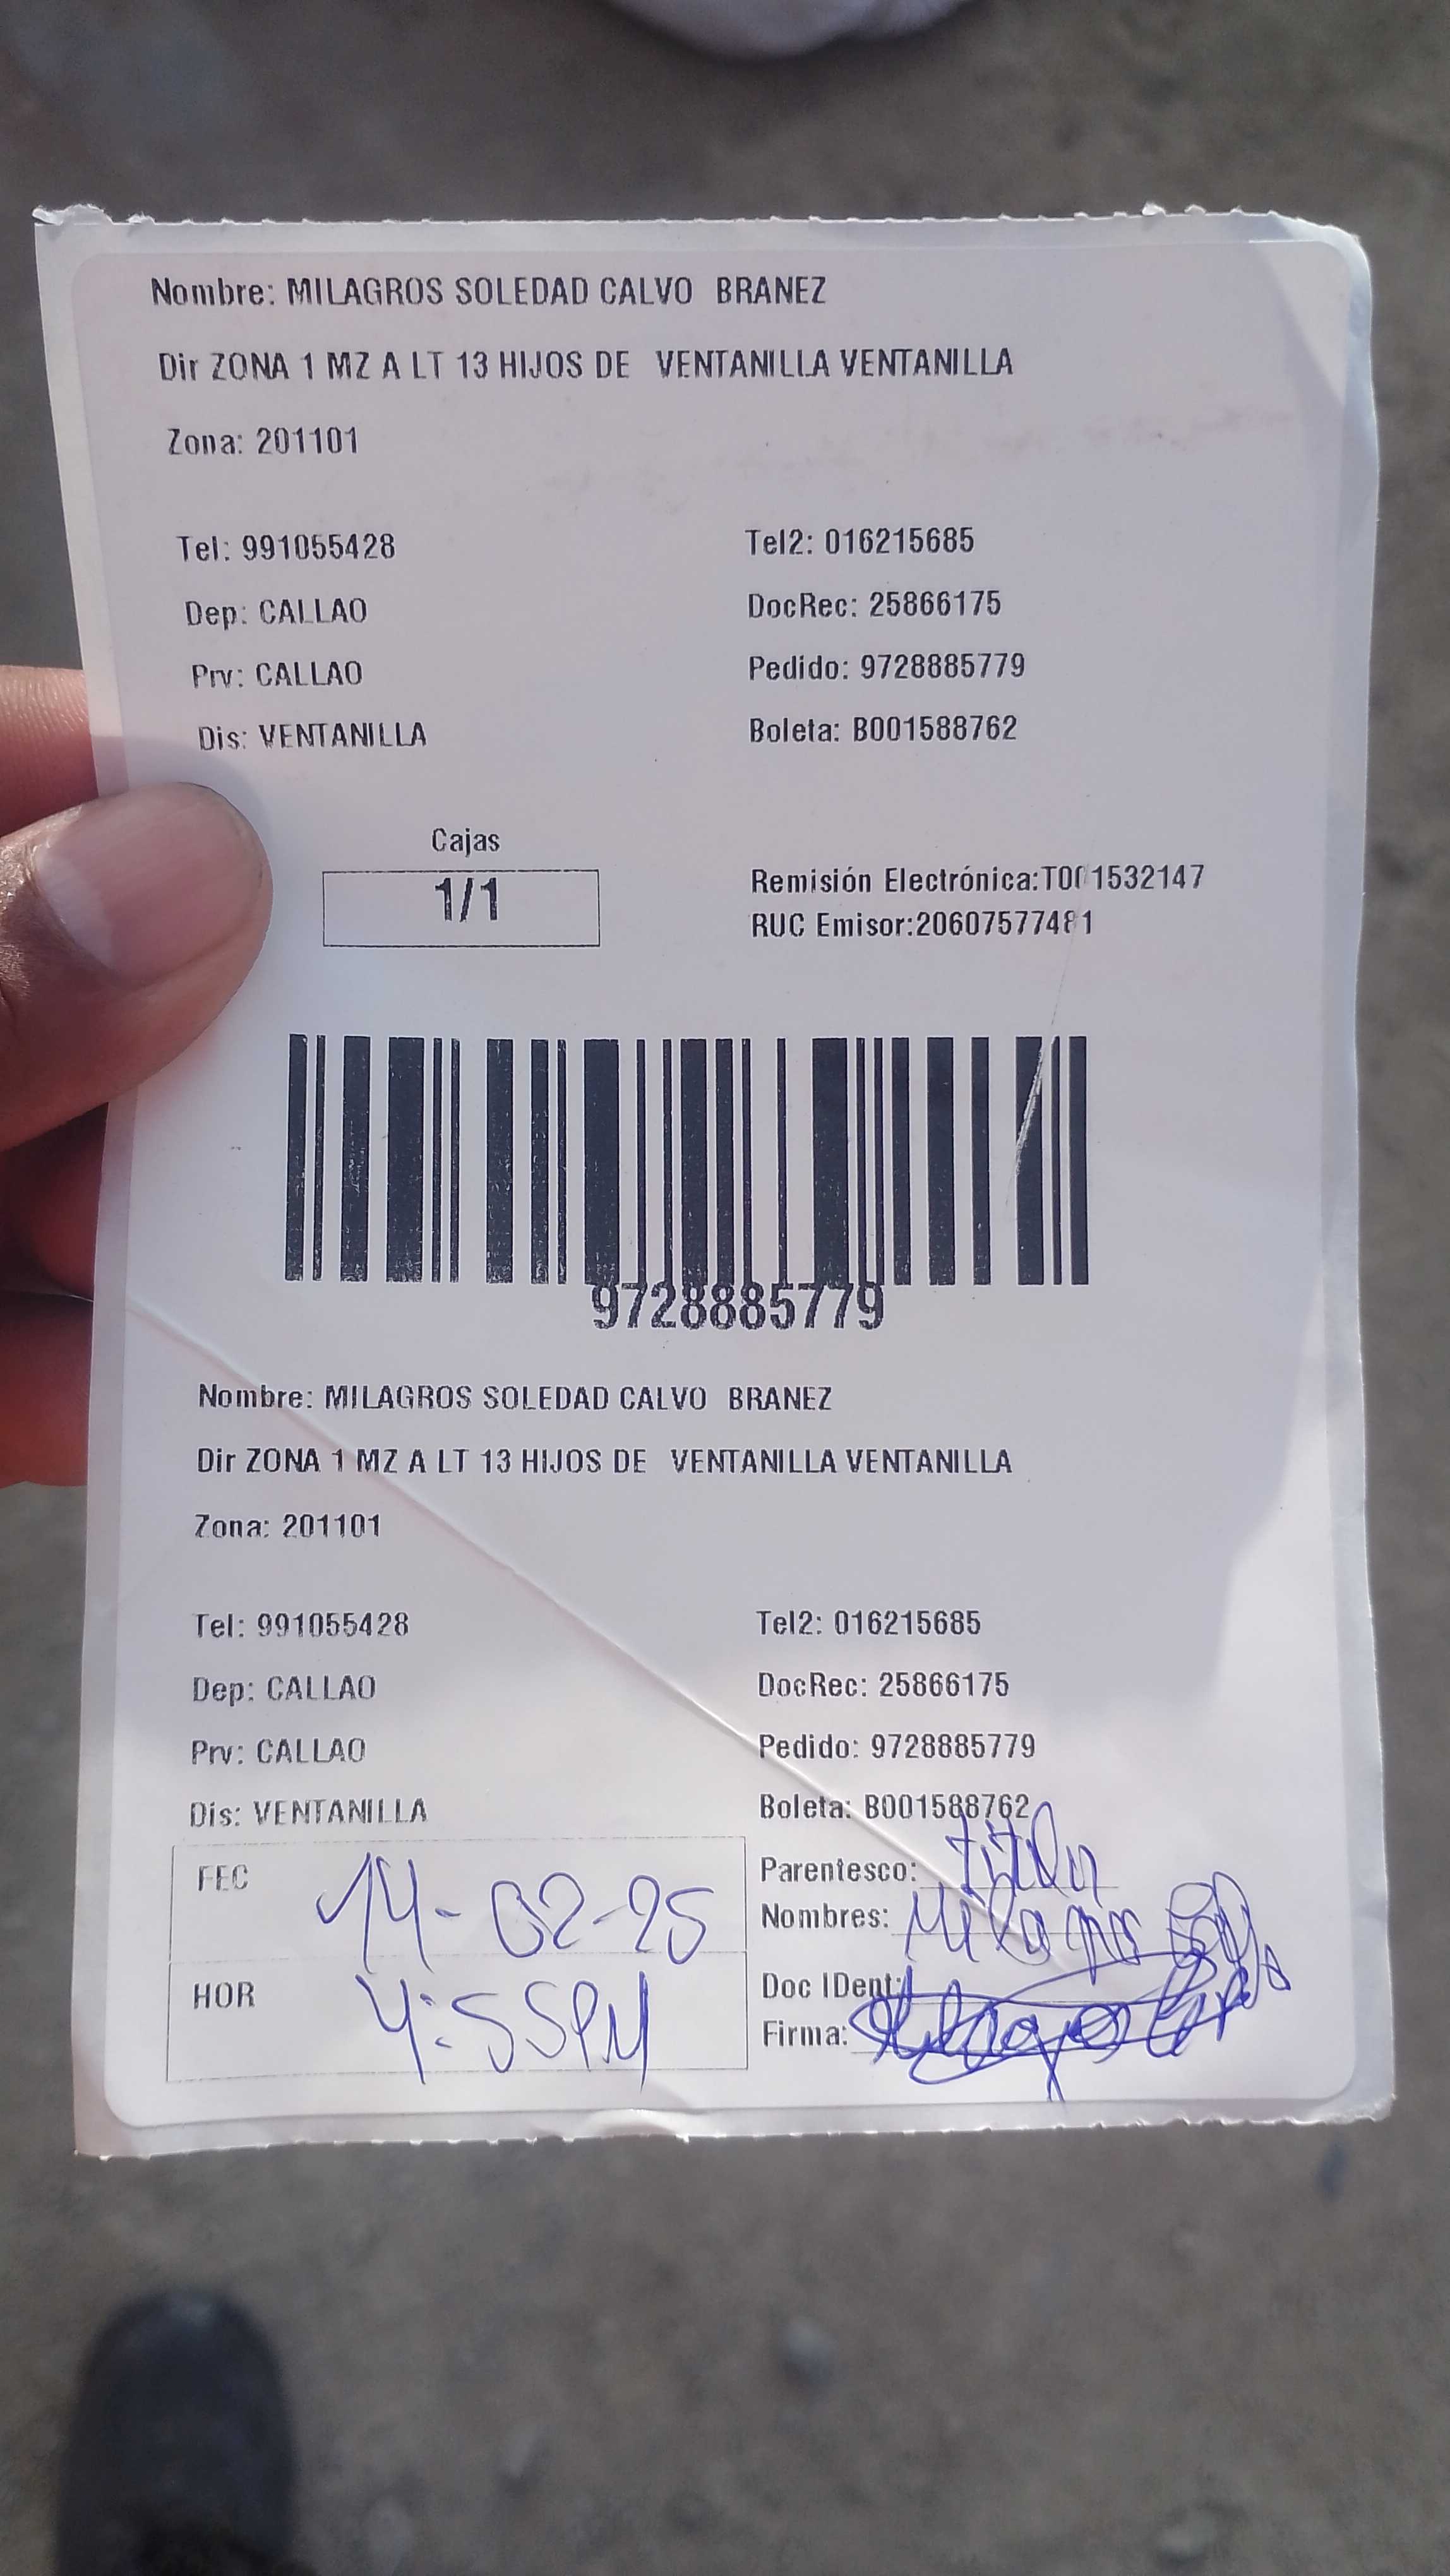 Nombre: MILAGROS SOLEDAD CALVO BRANEZ
Dir ZONA 1 MZ A LT 13 HIJOS DE VENTANILLA VENTANILLA
Zona: 201101
Tel: 991055428 Tel2: 016215685
Dep: CALLAO DocRec: 25866175
Prv: CALLAO Pedido: 9728885779
Dis: VENTANILLA Boleta: B001588762
Cajas
1/1
Remisión Electrónica:T001532147
RUC Emisor:20607577481
9728885779
Nombre: MILAGROS SOLEDAD CALVO BRANEZ
Dir ZONA 1 MZ A LT 13 HIJOS DE VENTANILLA VENTANILLA
Zona: 201101
Tel: 991055428 Tel2: 016215685
Dep: CALLAO DocRec: 25866175
Prv: CALLAO Pedido: 9728885779
Dis: VENTANILLA Boleta: B001588762
FEC 14-02-25
Parentesco:
Nombres: Milagros
HOR 4:55PM
Doc IDent:
Firma: